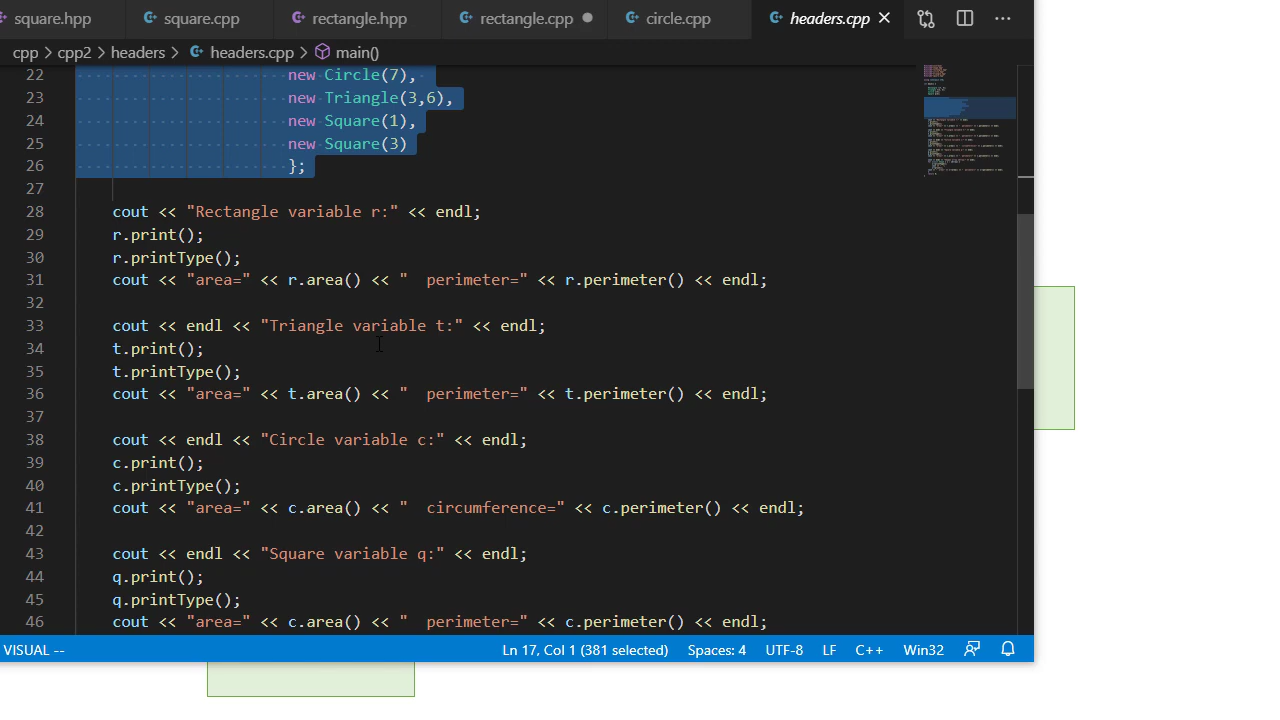 square.hpp square.cpp rectangle.hpp rectangle.cpp circle.cpp headers.cpp
cpp > cpp2 > headers > headers.cpp > main()
22 new Circle(7),
23 new Triangle(3,6),
24 new Square(1),
25 new Square(3)
26 };
27
28 cout << "Rectangle variable r:" << endl;
29 r.print();
30 r.printType();
31 cout << "area=" << r.area() << "  perimeter=" << r.perimeter() << endl;
32
33 cout << endl << "Triangle variable t:" << endl;
34 t.print();
35 t.printType();
36 cout << "area=" << t.area() << "  perimeter=" << t.perimeter() << endl;
37
38 cout << endl << "Circle variable c:" << endl;
39 c.print();
40 c.printType();
41 cout << "area=" << c.area() << "  circumference=" << c.perimeter() << endl;
42
43 cout << endl << "Square variable q:" << endl;
44 q.print();
45 q.printType();
46 cout << "area=" << c.area() << "  perimeter=" << c.perimeter() << endl;
VISUAL -- Ln 17, Col 1 (381 selected) Spaces: 4 UTF-8 LF C++ Win32